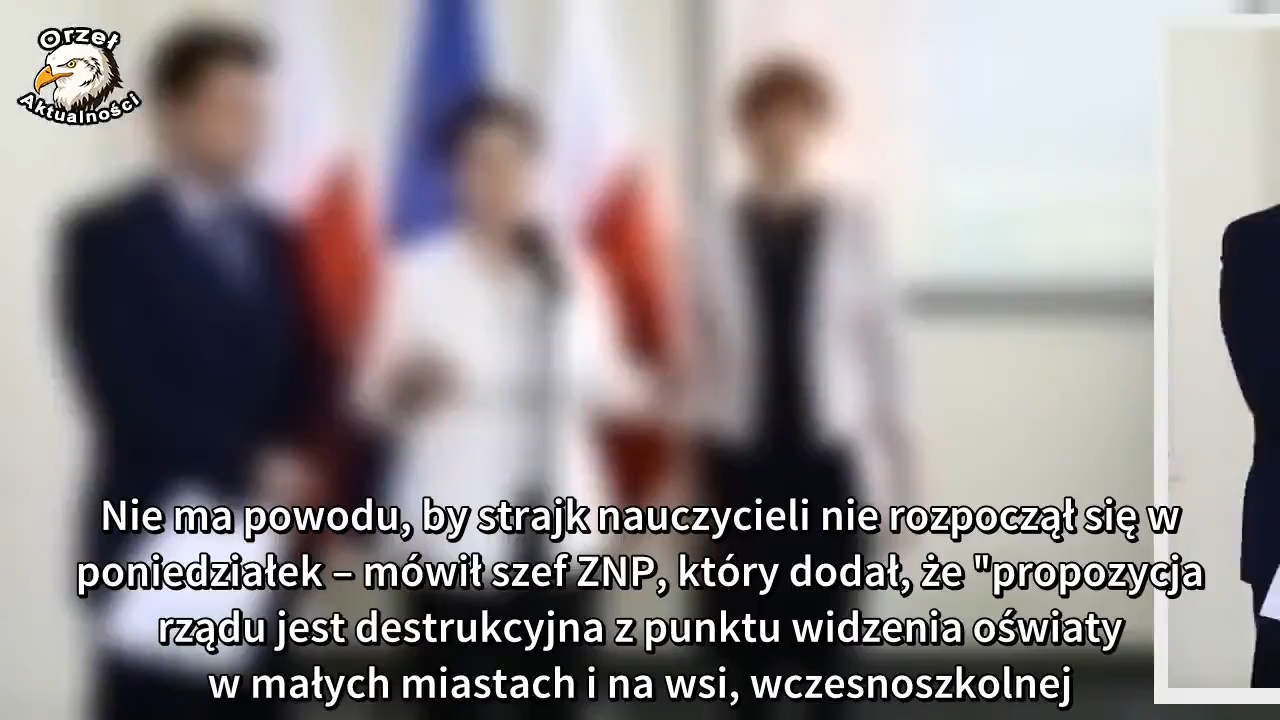 Orzeł
Aktualności
Nie ma powodu, by strajk nauczycieli nie rozpoczął się w
poniedziałek – mówił szef ZNP, który dodał, że "propozycja
rządu jest destrukcyjna z punktu widzenia oświaty
w małych miastach i na wsi, wczesnoszkolnej